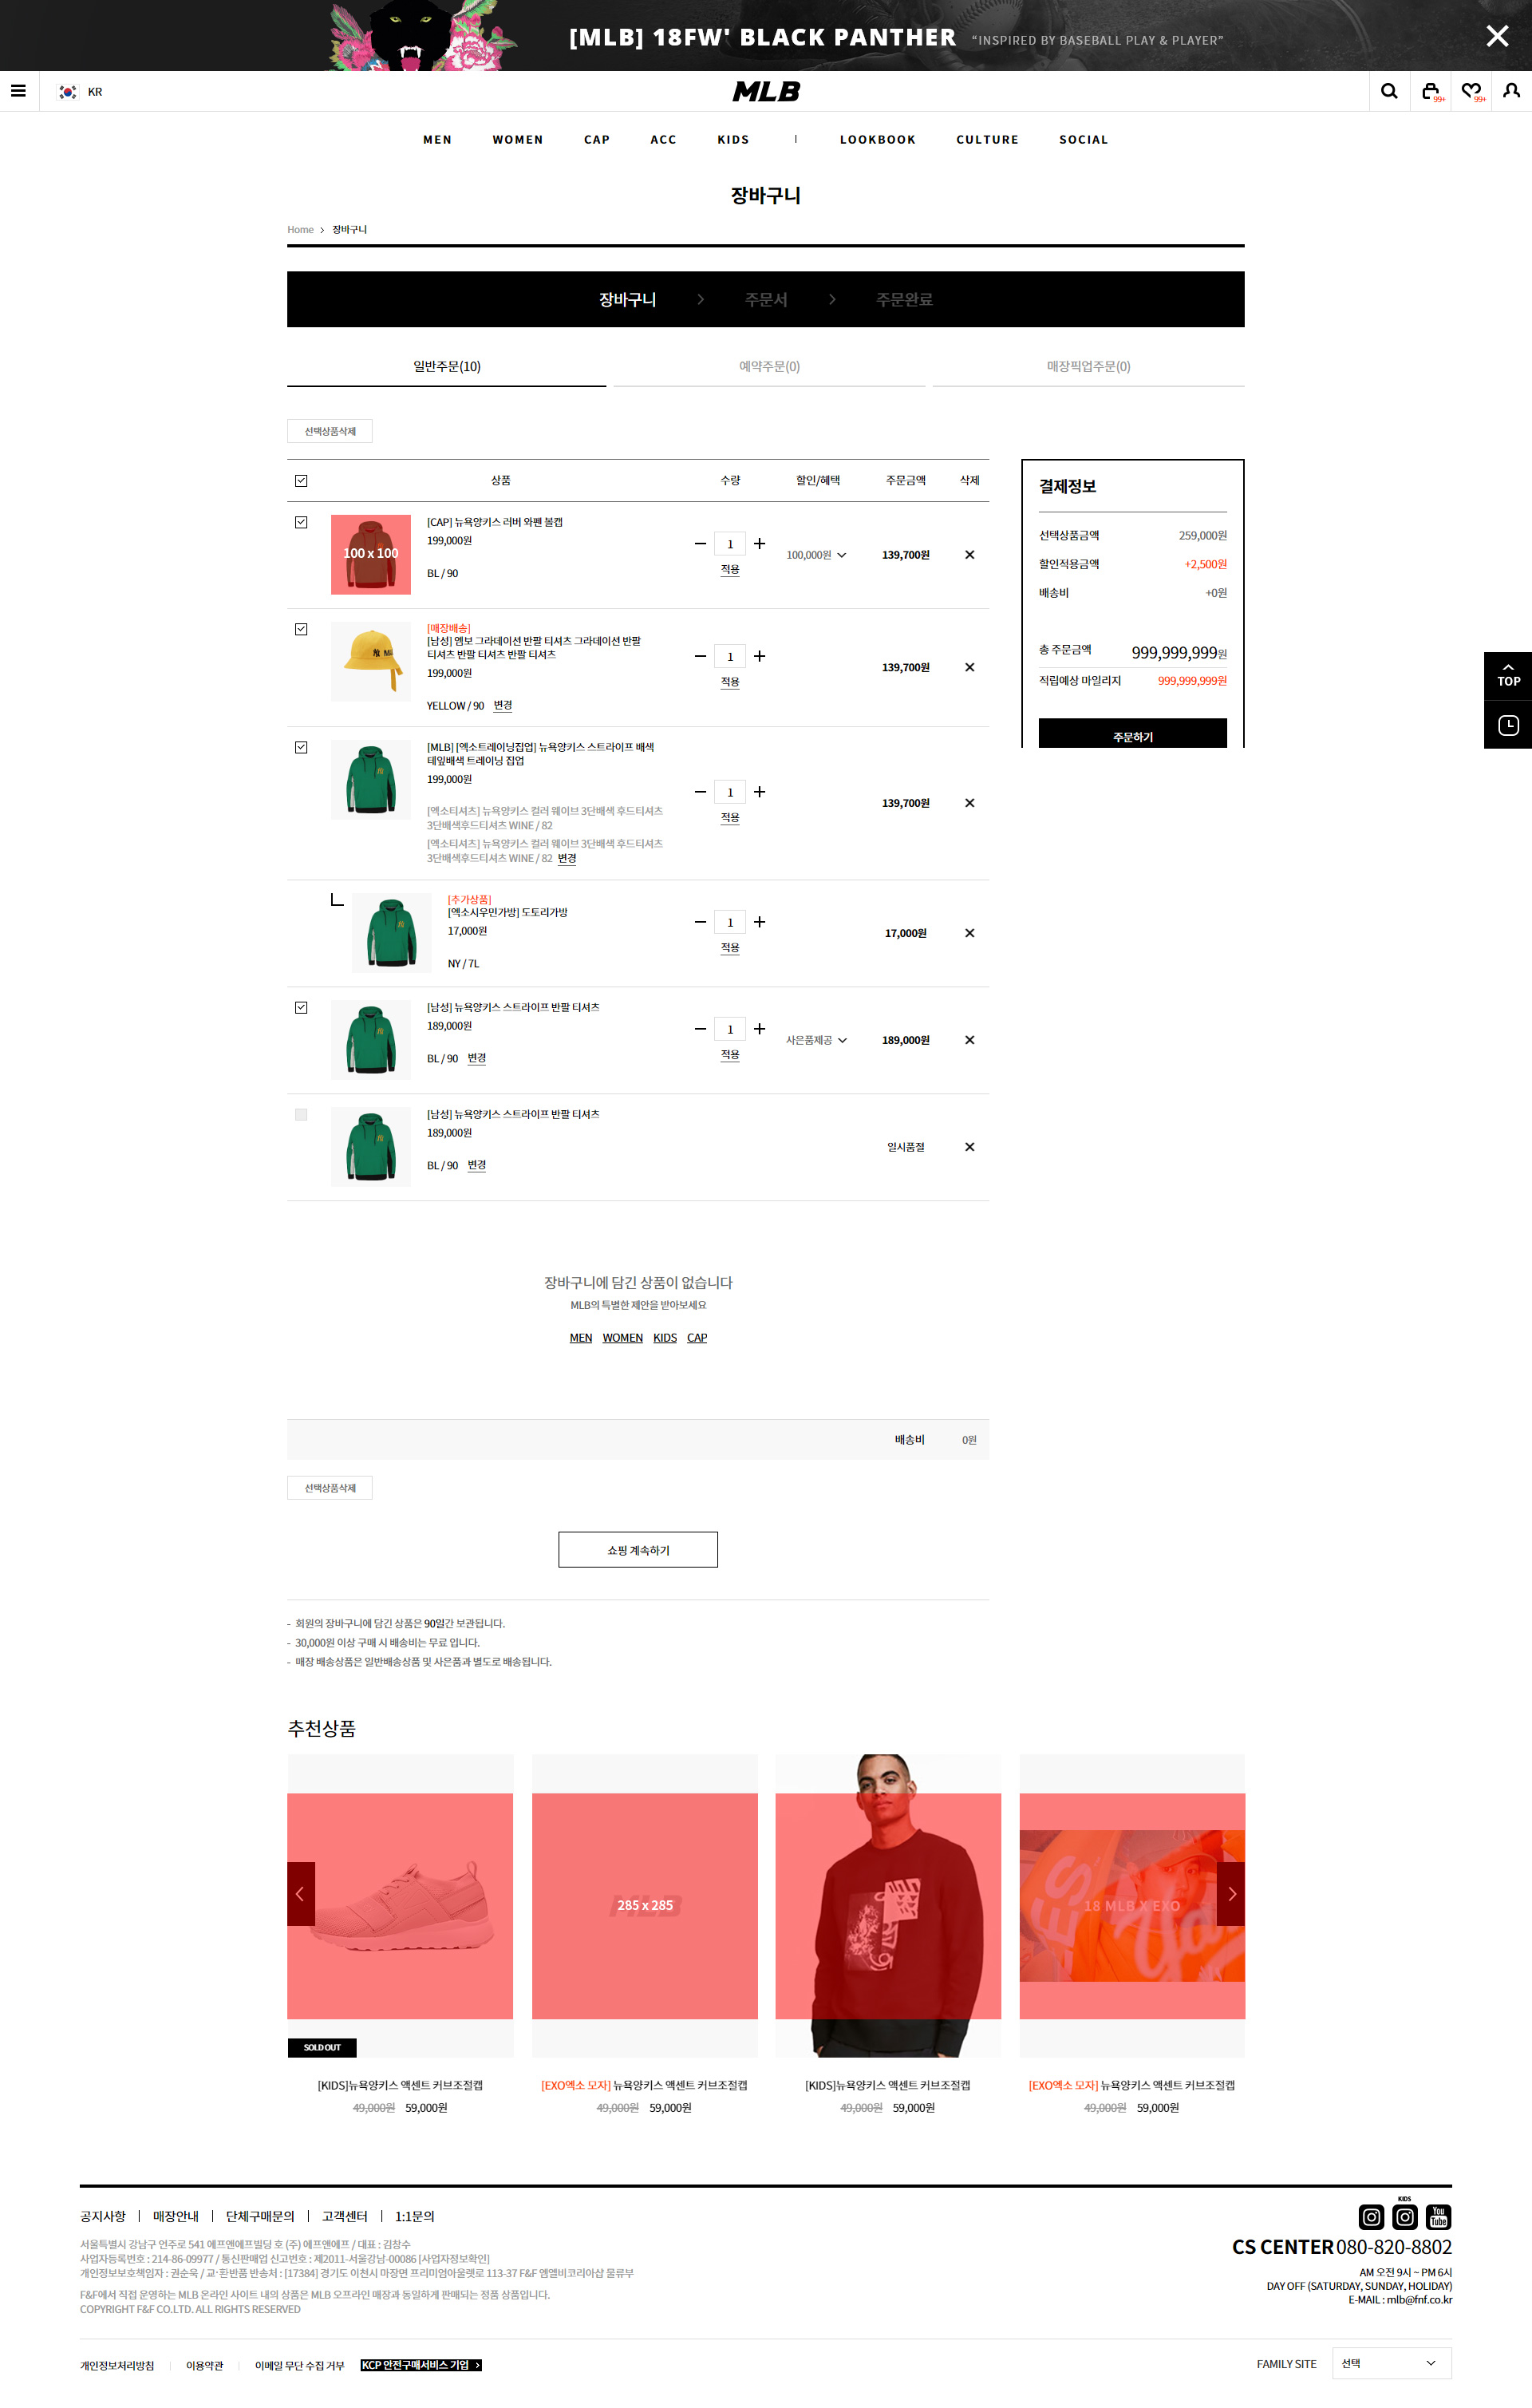 [MLB] 18FW' BLACK PANTHER “INSPIRED BY BASEBALL PLAY & PLAYER”
KR
MLB
99+ 99+
MEN WOMEN CAP ACC KIDS | LOOKBOOK CULTURE SOCIAL
장바구니
Home > 장바구니
장바구니 > 주문서 > 주문완료
일반주문(10) 예약주문(0) 매장픽업주문(0)
선택상품삭제
상품 수량 할인/혜택 주문금액 삭제
100 x 100
[CAP] 뉴욕양키스 러버 와펜 볼캡
199,000원
BL / 90
1
적용
100,000원
139,700원
[매장배송]
[남성] 엠보 그라데이션 반팔 티셔츠 그라데이션 반팔
티셔츠 반팔 티셔츠 반팔 티셔츠
199,000원
YELLOW / 90 변경
1
적용
139,700원
[MLB] [엑소트레이닝집업] 뉴욕양키스 스트라이프 배색
테잎배색 트레이닝 집업
199,000원
[엑소티셔츠] 뉴욕양키스 컬러 웨이브 3단배색 후드티셔츠
3단배색후드티셔츠 WINE / 82
[엑소티셔츠] 뉴욕양키스 컬러 웨이브 3단배색 후드티셔츠
3단배색후드티셔츠 WINE / 82 변경
1
적용
139,700원
[추가상품]
[엑소시우민가방] 도토리가방
17,000원
NY / 7L
1
적용
17,000원
[남성] 뉴욕양키스 스트라이프 반팔 티셔츠
189,000원
BL / 90 변경
1
적용
사은품제공
189,000원
[남성] 뉴욕양키스 스트라이프 반팔 티셔츠
189,000원
BL / 90 변경
일시품절
결제정보
선택상품금액 259,000원
할인적용금액 +2,500원
배송비 +0원
총 주문금액 999,999,999원
적립예상 마일리지 999,999,999원
주문하기
TOP
장바구니에 담긴 상품이 없습니다
MLB의 특별한 제안을 받아보세요
MEN WOMEN KIDS CAP
배송비 0원
선택상품삭제
쇼핑 계속하기
- 회원의 장바구니에 담긴 상품은 90일간 보관됩니다.
- 30,000원 이상 구매 시 배송비는 무료 입니다.
- 매장 배송상품은 일반배송상품 및 사은품과 별도로 배송됩니다.
추천상품
MLB
285 x 285
18 MLB X EXO
SOLD OUT
[KIDS]뉴욕양키스 액센트 커브조절캡
49,000원 59,000원
[EXO엑소 모자] 뉴욕양키스 액센트 커브조절캡
49,000원 59,000원
[KIDS]뉴욕양키스 액센트 커브조절캡
49,000원 59,000원
[EXO엑소 모자] 뉴욕양키스 액센트 커브조절캡
49,000원 59,000원
공지사항 | 매장안내 | 단체구매문의 | 고객센터 | 1:1문의
서울특별시 강남구 언주로 541 에프앤에프빌딩 호 (주) 에프앤에프 / 대표 : 김창수
사업자등록번호 : 214-86-09977 / 통신판매업 신고번호 : 제2011-서울강남-00086 [사업자정보확인]
개인정보보호책임자 : 권순욱 / 교·환반품 반송처 : [17384] 경기도 이천시 마장면 프리미엄아울렛로 113-37 F&F 엠엘비코리아샵 물류부
F&F에서 직접 운영하는 MLB 온라인 사이트 내의 상품은 MLB 오프라인 매장과 동일하게 판매되는 정품 상품입니다.
COPYRIGHT F&F CO.LTD. ALL RIGHTS RESERVED
KIDS
You Tube
CS CENTER 080-820-8802
AM 오전 9시 ~ PM 6시
DAY OFF (SATURDAY, SUNDAY, HOLIDAY)
E-MAIL : mlb@fnf.co.kr
개인정보처리방침 | 이용약관 | 이메일 무단 수집 거부 KCP 안전구매서비스 기업 >
FAMILY SITE 선택